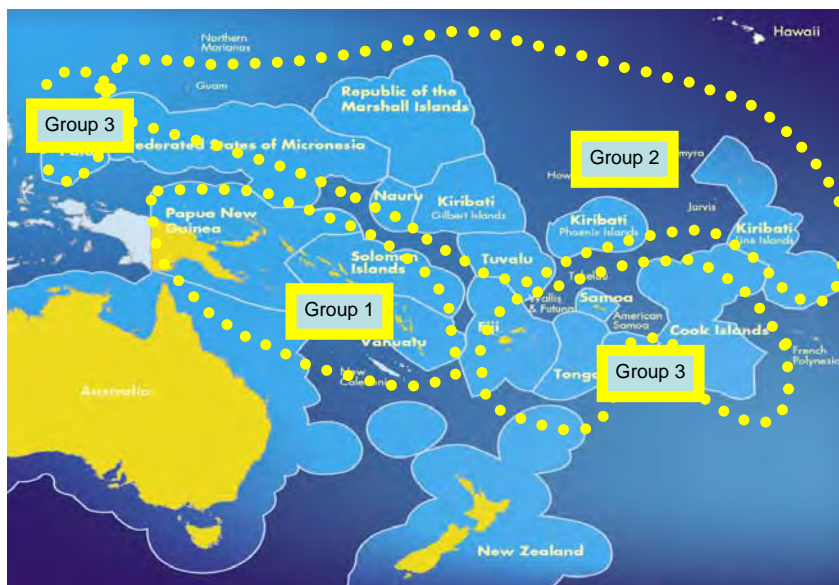 Northern
Marianas
Hawaii
Guam
Republic of the
Marshall Islands
Group 3
Federated States of Micronesia
Group 2
Nauru
Kiribati
Gilbert Islands
Jarvis
Papua New
Guinea
Kiribati
Phoenix Islands
Kiribati
Line Islands
Solomon
Islands
Tuvalu
Tokelau
Group 1
Wallis
& Futuna
Samoa
American
Samoa
Fiji
Cook Islands
Vanuatu
French
Polynesia
New
Caledonia
Tonga
Group 3
Australia
New Zealand